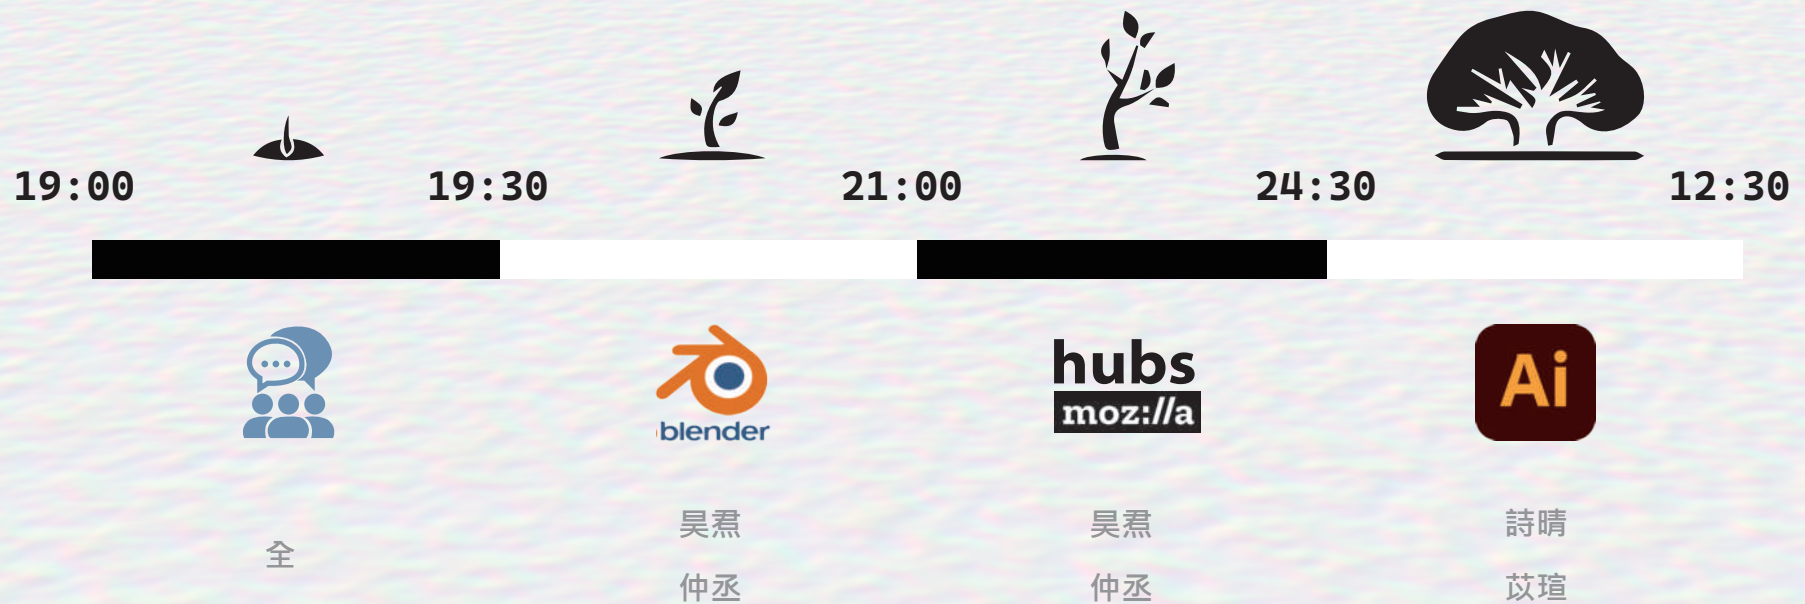 19:00 19:30 21:00 24:30 12:30
blender
hubs
moz://a
Ai
昊焄 昊焄 詩晴
全
仲丞 仲丞 苡瑄